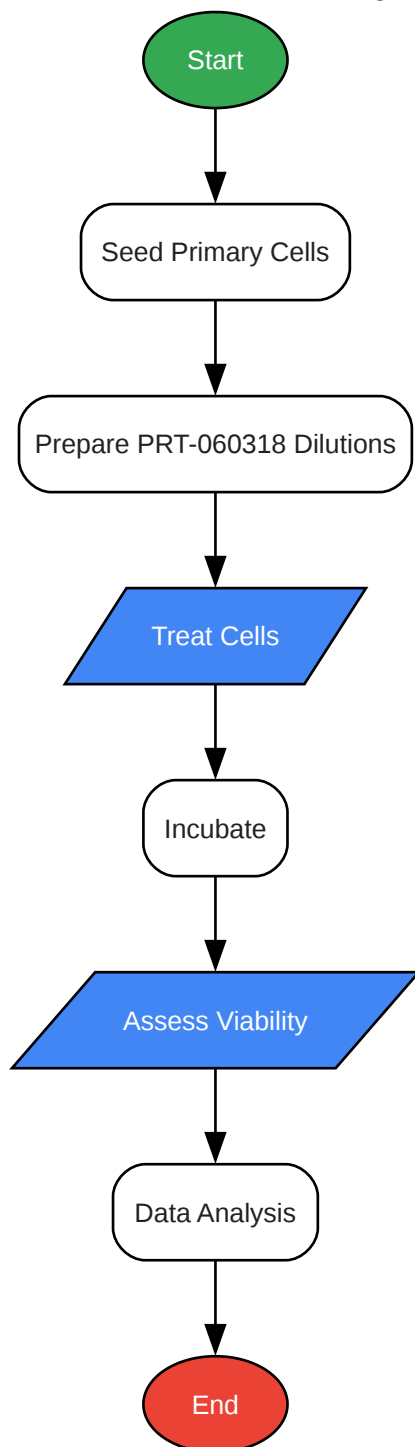 Start
Seed Primary Cells
Prepare PRT-060318 Dilutions
Treat Cells
Incubate
Assess Viability
Data Analysis
End